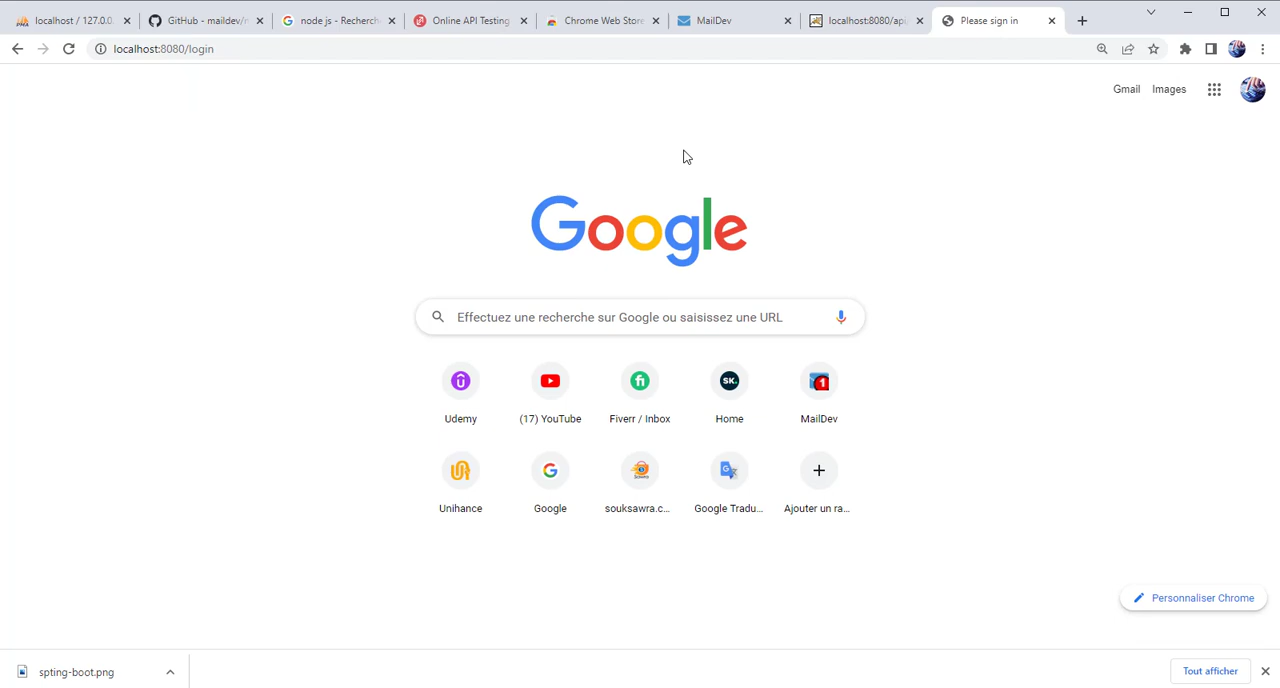 localhost / 127.0.0.
GitHub - maildev/m
node js - Recherch
Online API Testing
Chrome Web Store
MailDev
localhost:8080/api/
Please sign in
localhost:8080/login
Gmail
Images
Google
Effectuez une recherche sur Google ou saisissez une URL
SK.
1
Udemy
(17) YouTube
Fiverr / Inbox
Home
MailDev
Unihance
Google
souksawra.c...
Google Tradu...
Ajouter un ra...
Personnaliser Chrome
spting-boot.png
Tout afficher